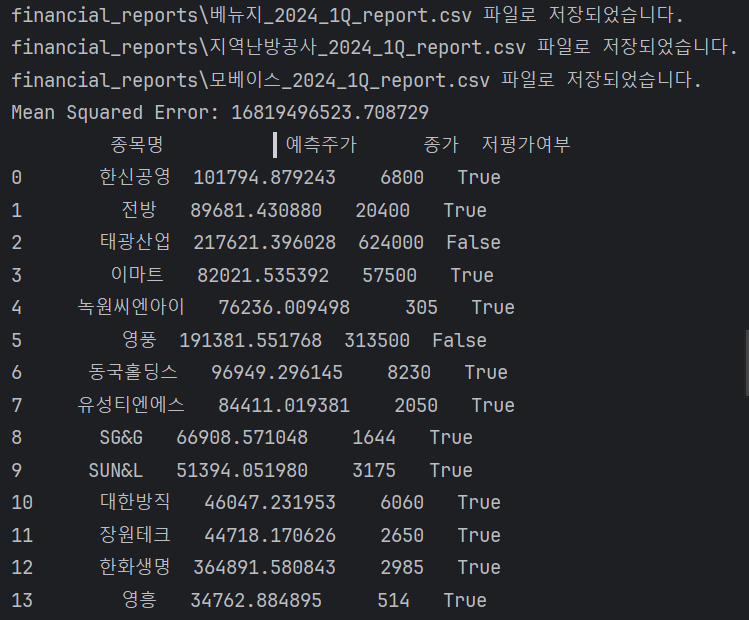 financial_reports\베뉴지_2024_1Q_report.csv 파일로 저장되었습니다.
financial_reports\지역난방공사_2024_1Q_report.csv 파일로 저장되었습니다.
financial_reports\모베이스_2024_1Q_report.csv 파일로 저장되었습니다.
Mean Squared Error: 16819496523.708729
종목명 예측주가 종가 저평가여부
0 한신공영 101794.879243 6800 True
1 전방 89681.430880 20400 True
2 태광산업 217621.396028 624000 False
3 이마트 82021.535392 57500 True
4 녹원씨엔아이 76236.009498 305 True
5 영풍 191381.551768 313500 False
6 동국홀딩스 96949.296145 8230 True
7 유성티엔에스 84411.019381 2050 True
8 SG&G 66908.571048 1644 True
9 SUN&L 51394.051980 3175 True
10 대한방직 46047.231953 6060 True
11 장원테크 44718.170626 2650 True
12 한화생명 364891.580843 2985 True
13 영흥 34762.884895 514 True